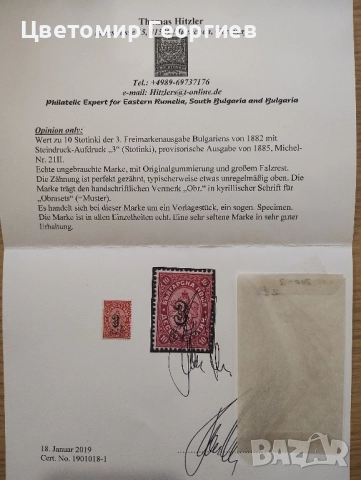 Цветомир Георгиев
Thomas Hitzler
Tel.: +4989-69737176
e-mail: Hitzlers@t-online.de
Philatelic Expert for Eastern Rumelia, South Bulgaria and Bulgaria
Opinion only:
Wert zu 10 Stotinki der 3. Freimarkenausgabe Bulgariens von 1882 mit
Steindruck-Aufdruck „3“ (Stotinki), provisorische Ausgabe von 1885, Michel-
Nr. 21II.
Echte ungebrauchte Marke, mit Originalgummierung und großem Falzrest.
Die Zähnung ist perfekt gezähnt, typischerweise etwas unregelmäßig oben. Die
Marke trägt den handschriftlichen Vermerk „Obr.“ in kyrillischer Schrift für
„Obrasets“ (=Muster).
Es handelt sich bei dieser Marke um ein Vorlagestück, ein sogen. Specimen.
Die Marke ist in allen Einzelheiten echt. Eine sehr seltene Marke in sehr guter
Erhaltung.
3
18. Januar 2019
Cert. No. 1901018-1
bazar